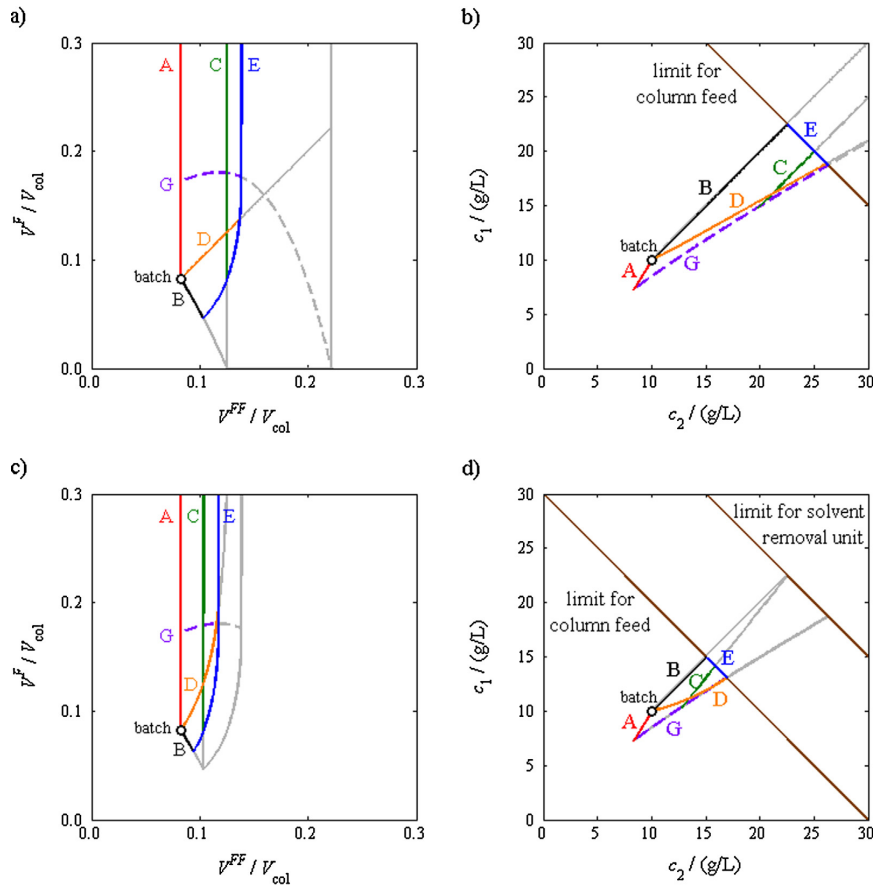 a)
0.3
0.2
0.1
0.0
V^F / V_col
A
C
E
G
D
batch
B
0.0
0.1
0.2
0.3
V^FF / V_col
b)
30
25
20
15
10
5
0
c_1 / (g/L)
limit for
column feed
E
C
B
D
batch
A
G
0
5
10
15
20
25
30
c_2 / (g/L)
c)
0.3
0.2
0.1
0.0
V^F / V_col
A
C
E
G
D
batch
B
0.0
0.1
0.2
0.3
V^FF / V_col
d)
30
25
20
15
10
5
0
c_1 / (g/L)
limit for solvent
removal unit
limit for
column feed
B
E
C
batch
D
A
G
0
5
10
15
20
25
30
c_2 / (g/L)